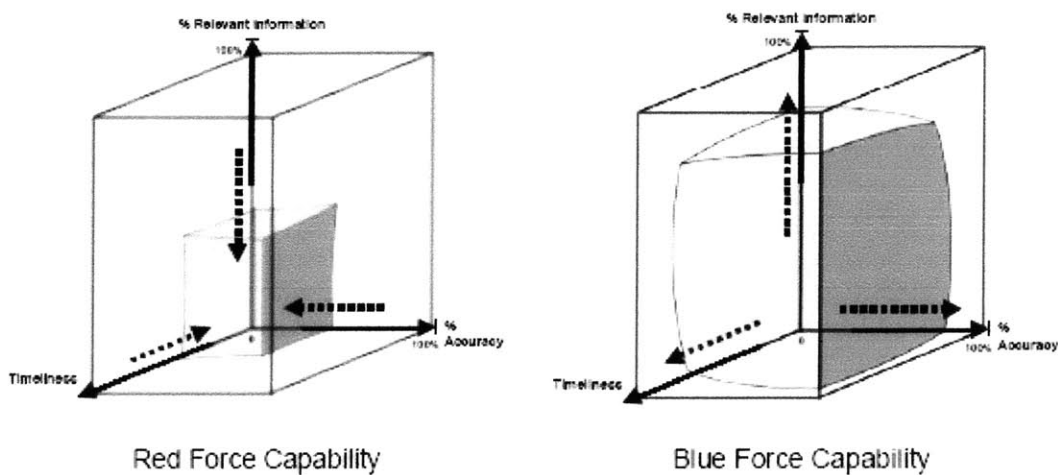 % Relevant Information
100%
0
100%
%
Accuracy
Timeliness
Red Force Capability
% Relevant Information
100%
0
100%
%
Accuracy
Timeliness
Blue Force Capability